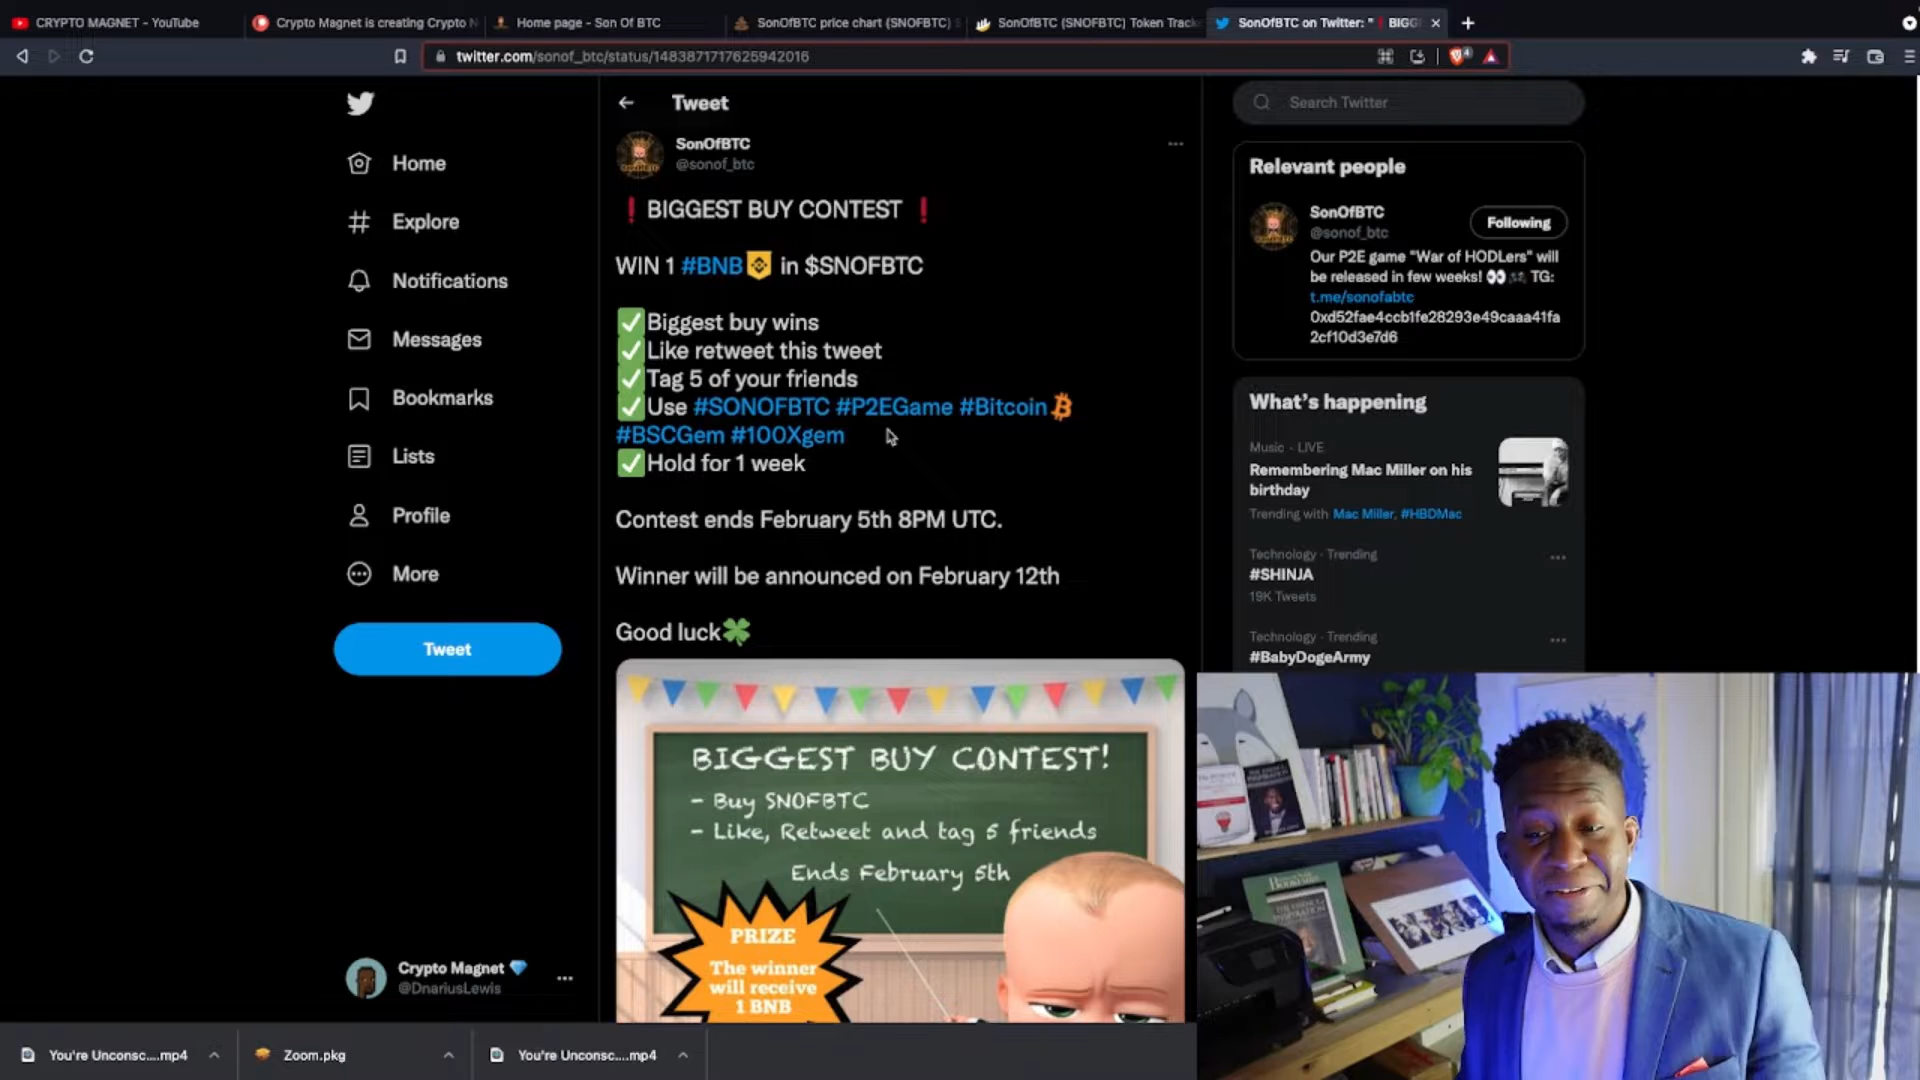 CRYPTO MAGNET - YouTube
Crypto Magnet is creating Crypto N
Home page - Son Of BTC
SonOfBTC price chart (SNOFBTC) S
SonOfBTC (SNOFBTC) Token Tracke
SonOfBTC on Twitter: "❗ BIGG
twitter.com/sonof_btc/status/1483871717625942016
Home
Explore
Notifications
Messages
Bookmarks
Lists
Profile
More
Tweet
Crypto Magnet 💎
@DnariusLewis
Tweet
SonOfBTC
@sonof_btc
❗BIGGEST BUY CONTEST ❗
WIN 1 #BNB in $SNOFBTC
✅Biggest buy wins
✅Like retweet this tweet
✅Tag 5 of your friends
✅Use #SONOFBTC #P2EGame #Bitcoin
#BSCGem #100Xgem
✅Hold for 1 week
Contest ends February 5th 8PM UTC.
Winner will be announced on February 12th
Good luck🍀
BIGGEST BUY CONTEST!
- Buy SNOFBTC
- Like, Retweet and tag 5 friends
Ends February 5th
PRIZE
The winner
will receive
1 BNB
Search Twitter
Relevant people
SonOfBTC
@sonof_btc
Following
Our P2E game "War of HODLers" will
be released in few weeks! 👀 TG:
t.me/sonofabtc
0xd52fae4ccb1fe28293e49caaa41fa
2cf10d3e7d6
What's happening
Music · LIVE
Remembering Mac Miller on his
birthday
Trending with Mac Miller, #HBDMac
Technology · Trending
#SHINJA
19K Tweets
Technology · Trending
#BabyDogeArmy
You're Unconsc....mp4
Zoom.pkg
You're Unconsc....mp4